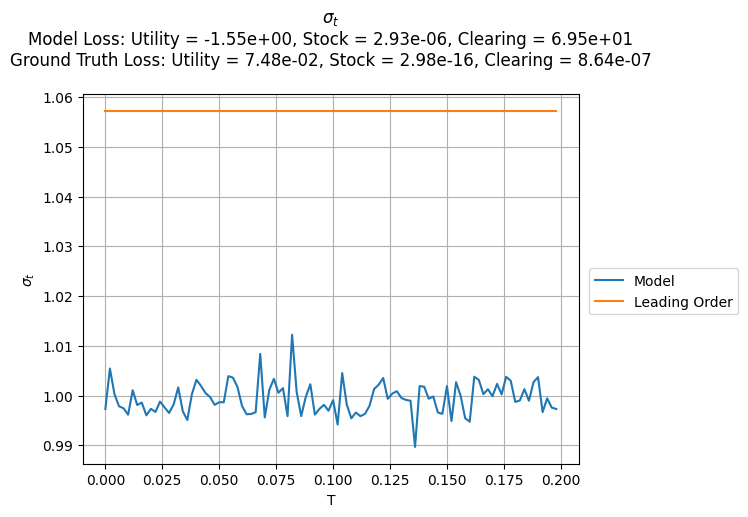 σt
Model Loss: Utility = -1.55e+00, Stock = 2.93e-06, Clearing = 6.95e+01
Ground Truth Loss: Utility = 7.48e-02, Stock = 2.98e-16, Clearing = 8.64e-07
1.06
1.05
1.04
1.03
1.02
1.01
1.00
0.99
σt
0.000 0.025 0.050 0.075 0.100 0.125 0.150 0.175 0.200
T
Model
Leading Order